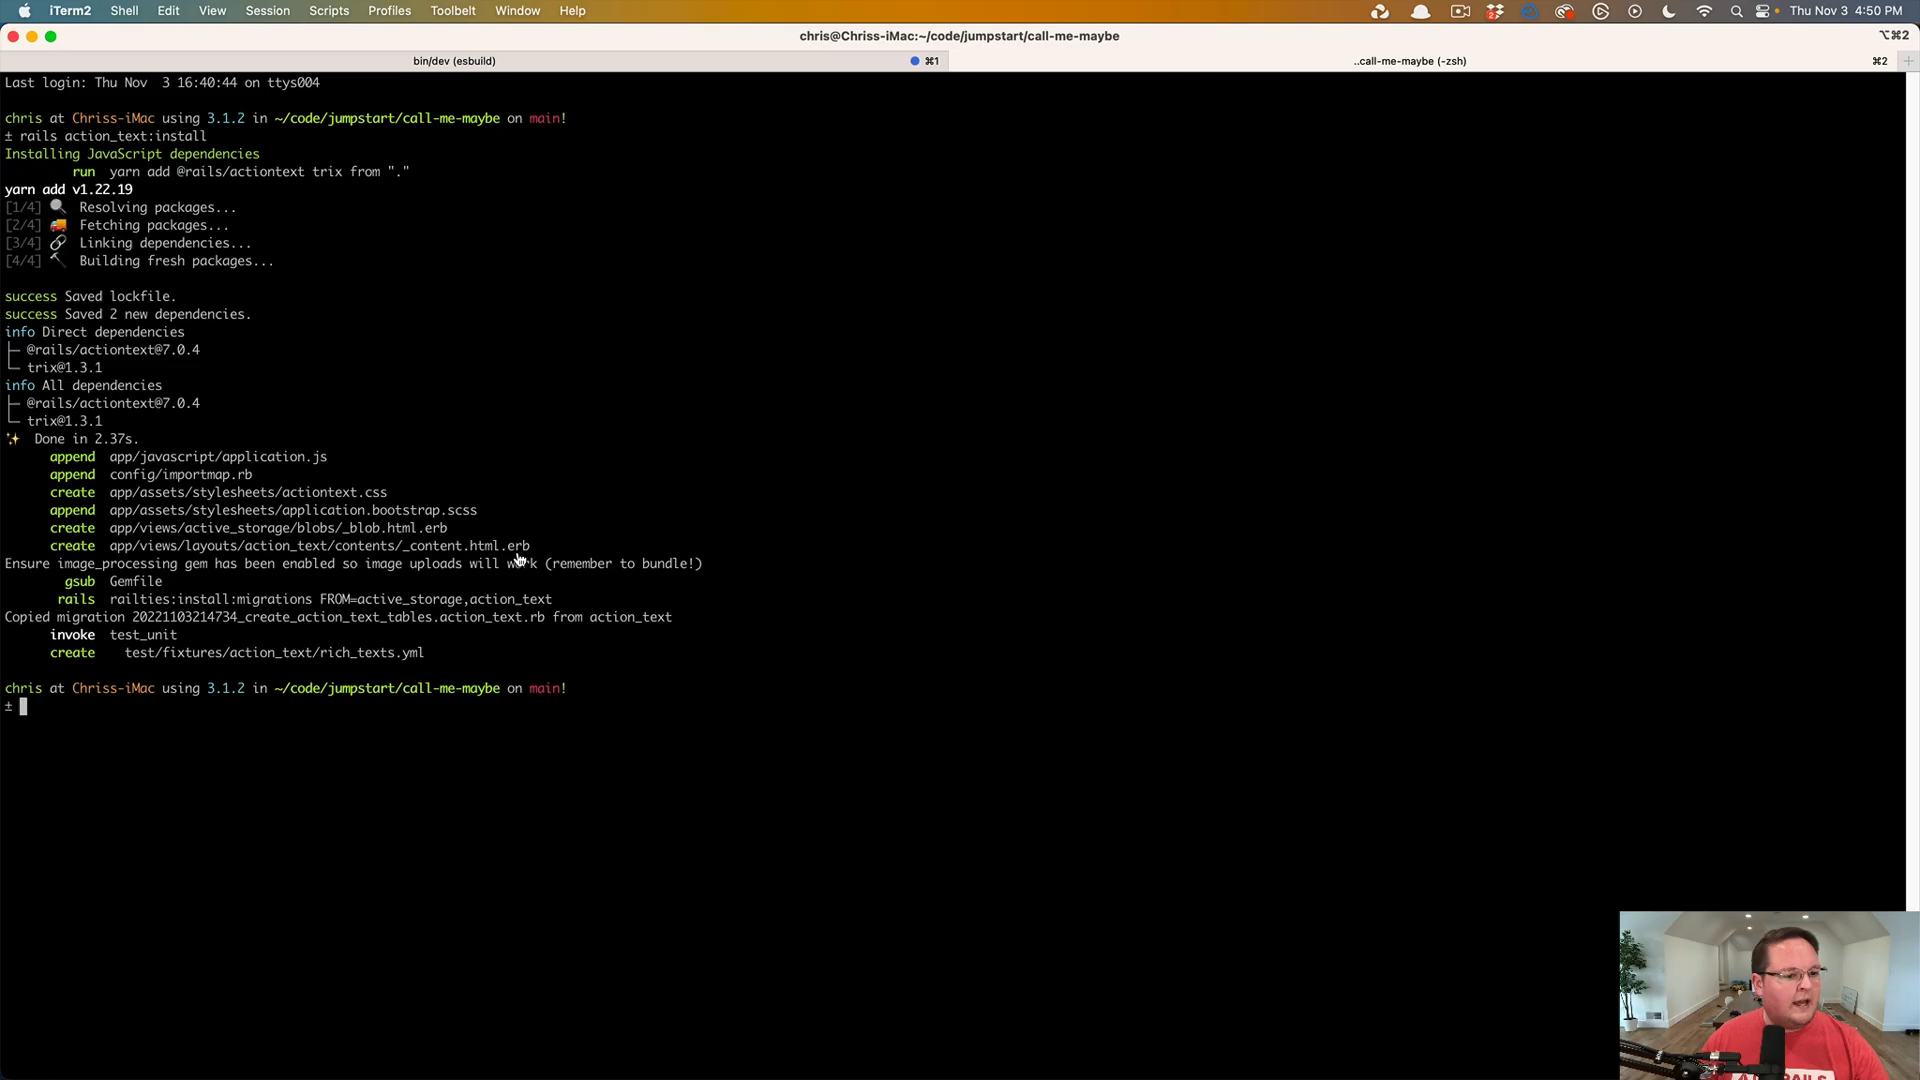 iTerm2 Shell Edit View Session Scripts Profiles Toolbelt Window Help Thu Nov 3 4:50 PM
chris@Chriss-iMac:~/code/jumpstart/call-me-maybe ⌥⌘2
bin/dev (esbuild) ⌘1 ..call-me-maybe (-zsh) ⌘2
Last login: Thu Nov  3 16:40:44 on ttys004
chris at Chriss-iMac using 3.1.2 in ~/code/jumpstart/call-me-maybe on main!
± rails action_text:install
Installing JavaScript dependencies
run  yarn add @rails/actiontext trix from "."
yarn add v1.22.19
[1/4] 🔍  Resolving packages...
[2/4] 🚚  Fetching packages...
[3/4] 🔗  Linking dependencies...
[4/4] 🔨  Building fresh packages...
success Saved lockfile.
success Saved 2 new dependencies.
info Direct dependencies
├─ @rails/actiontext@7.0.4
└─ trix@1.3.1
info All dependencies
├─ @rails/actiontext@7.0.4
└─ trix@1.3.1
✨  Done in 2.37s.
append  app/javascript/application.js
append  config/importmap.rb
create  app/assets/stylesheets/actiontext.css
append  app/assets/stylesheets/application.bootstrap.scss
create  app/views/active_storage/blobs/_blob.html.erb
create  app/views/layouts/action_text/contents/_content.html.erb
Ensure image_processing gem has been enabled so image uploads will work (remember to bundle!)
gsub  Gemfile
rails  railties:install:migrations FROM=active_storage,action_text
Copied migration 20221103214734_create_action_text_tables.action_text.rb from action_text
invoke  test_unit
create    test/fixtures/action_text/rich_texts.yml
chris at Chriss-iMac using 3.1.2 in ~/code/jumpstart/call-me-maybe on main!
±